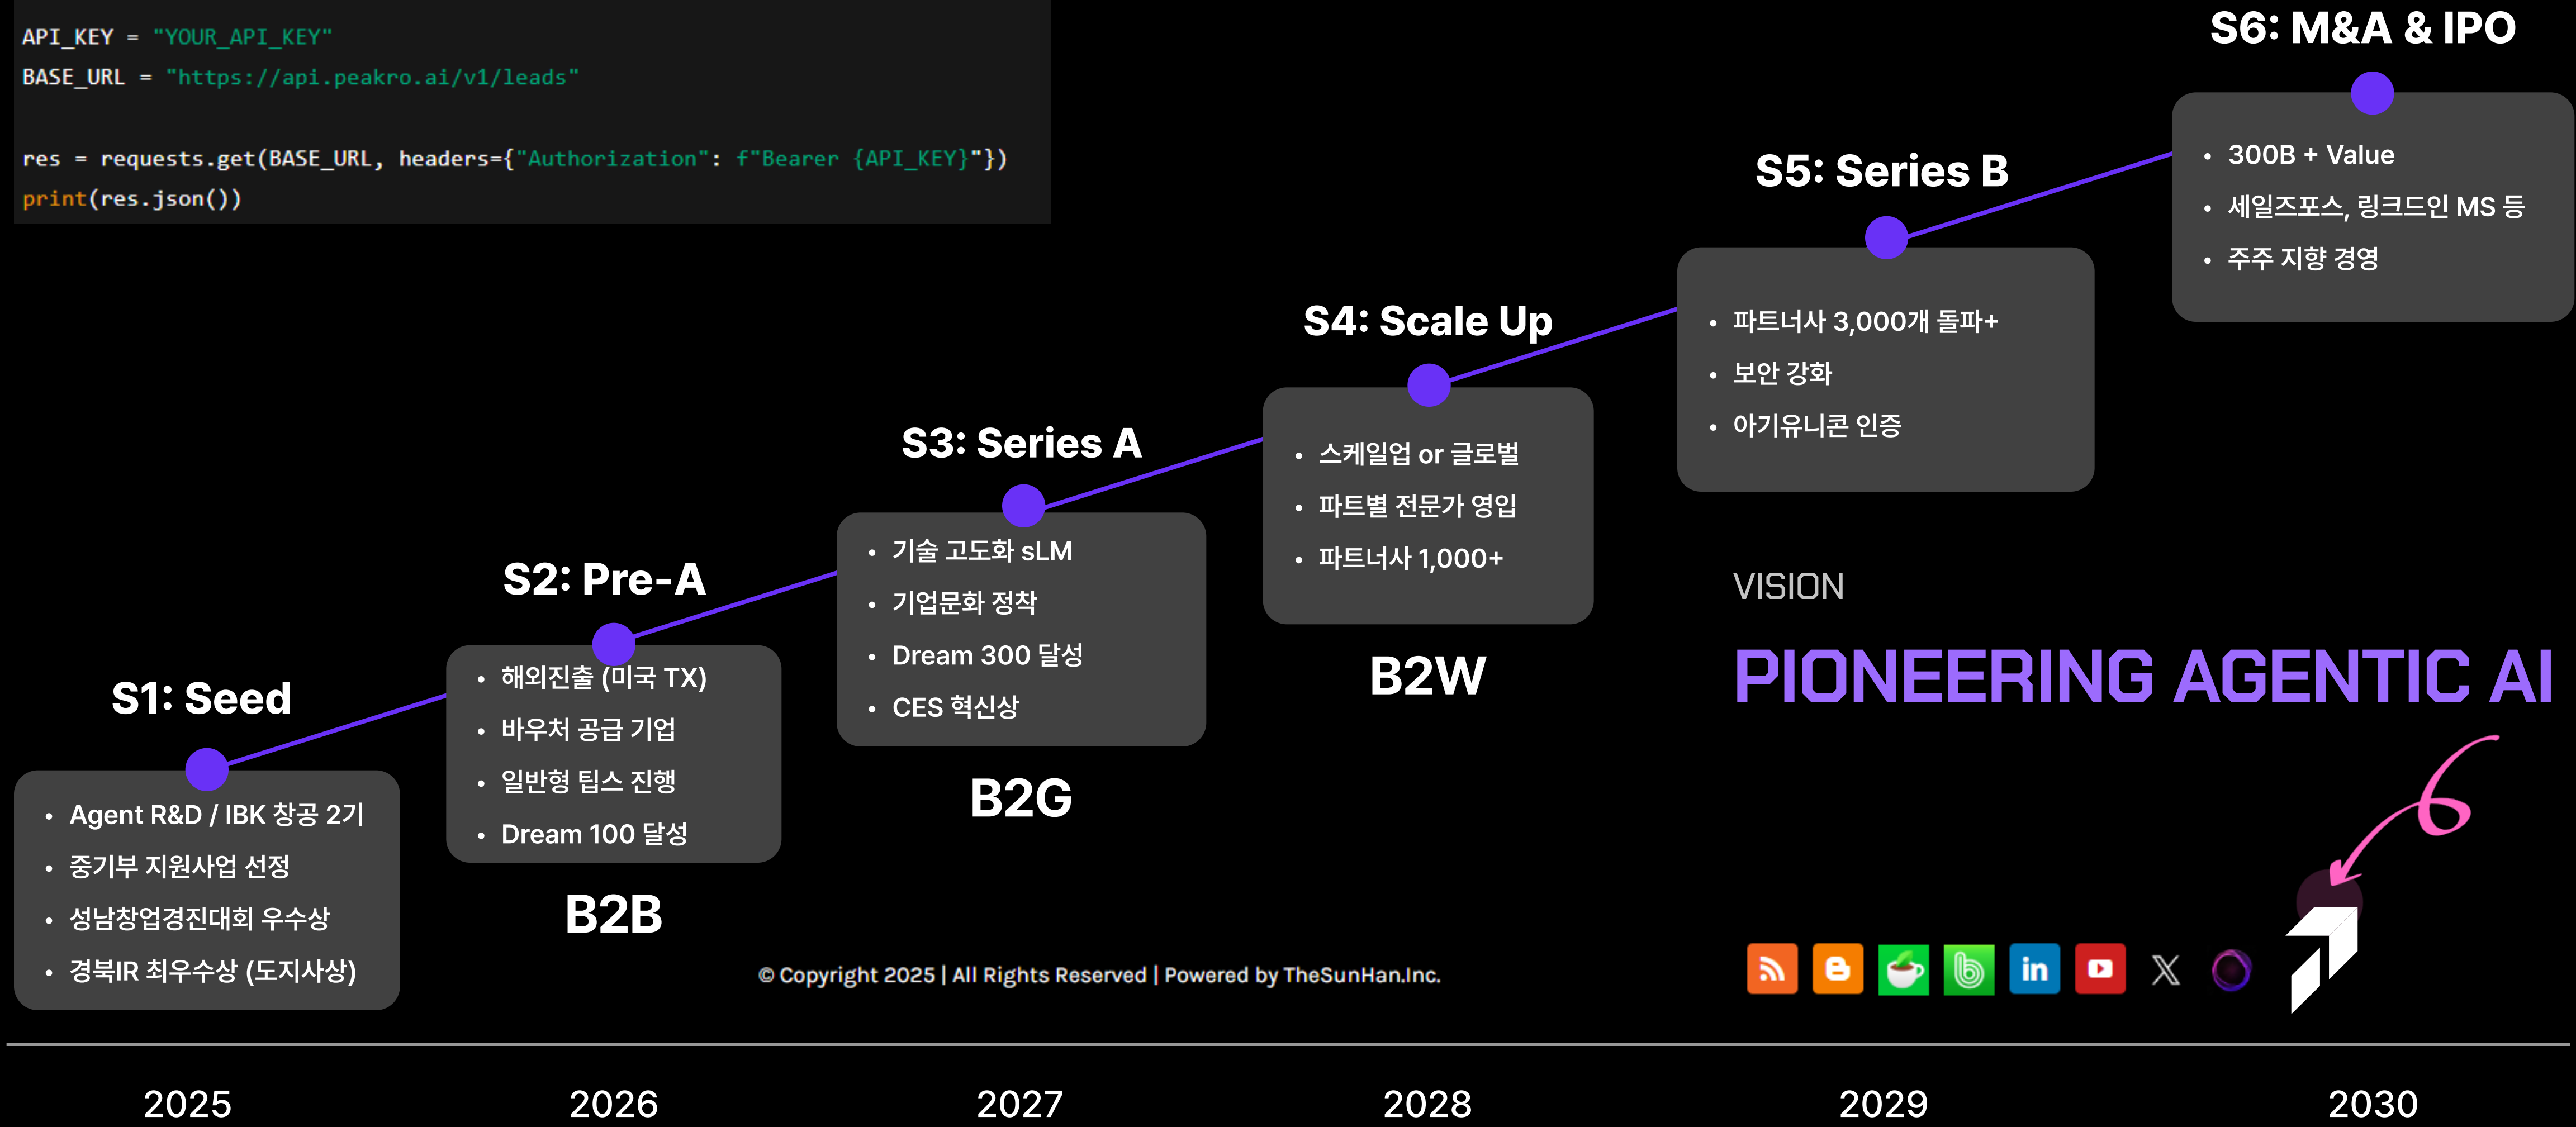 API_KEY = "YOUR_API_KEY"
BASE_URL = "https://api.peakro.ai/v1/leads"
res = requests.get(BASE_URL, headers={"Authorization": f"Bearer {API_KEY}"})
print(res.json())
S1: Seed
• Agent R&D / IBK 창공 2기
• 중기부 지원사업 선정
• 성남창업경진대회 우수상
• 경북IR 최우수상 (도지사상)
S2: Pre-A
• 해외진출 (미국 TX)
• 바우처 공급 기업
• 일반형 팁스 진행
• Dream 100 달성
B2B
S3: Series A
• 기술 고도화 sLM
• 기업문화 정착
• Dream 300 달성
• CES 혁신상
B2G
S4: Scale Up
• 스케일업 or 글로벌
• 파트별 전문가 영입
• 파트너사 1,000+
B2W
S5: Series B
• 파트너사 3,000개 돌파+
• 보안 강화
• 아기유니콘 인증
S6: M&A & IPO
• 300B + Value
• 세일즈포스, 링크드인 MS 등
• 주주 지향 경영
VISION
PIONEERING AGENTIC AI
© Copyright 2025 | All Rights Reserved | Powered by TheSunHan.Inc.
in
2025
2026
2027
2028
2029
2030